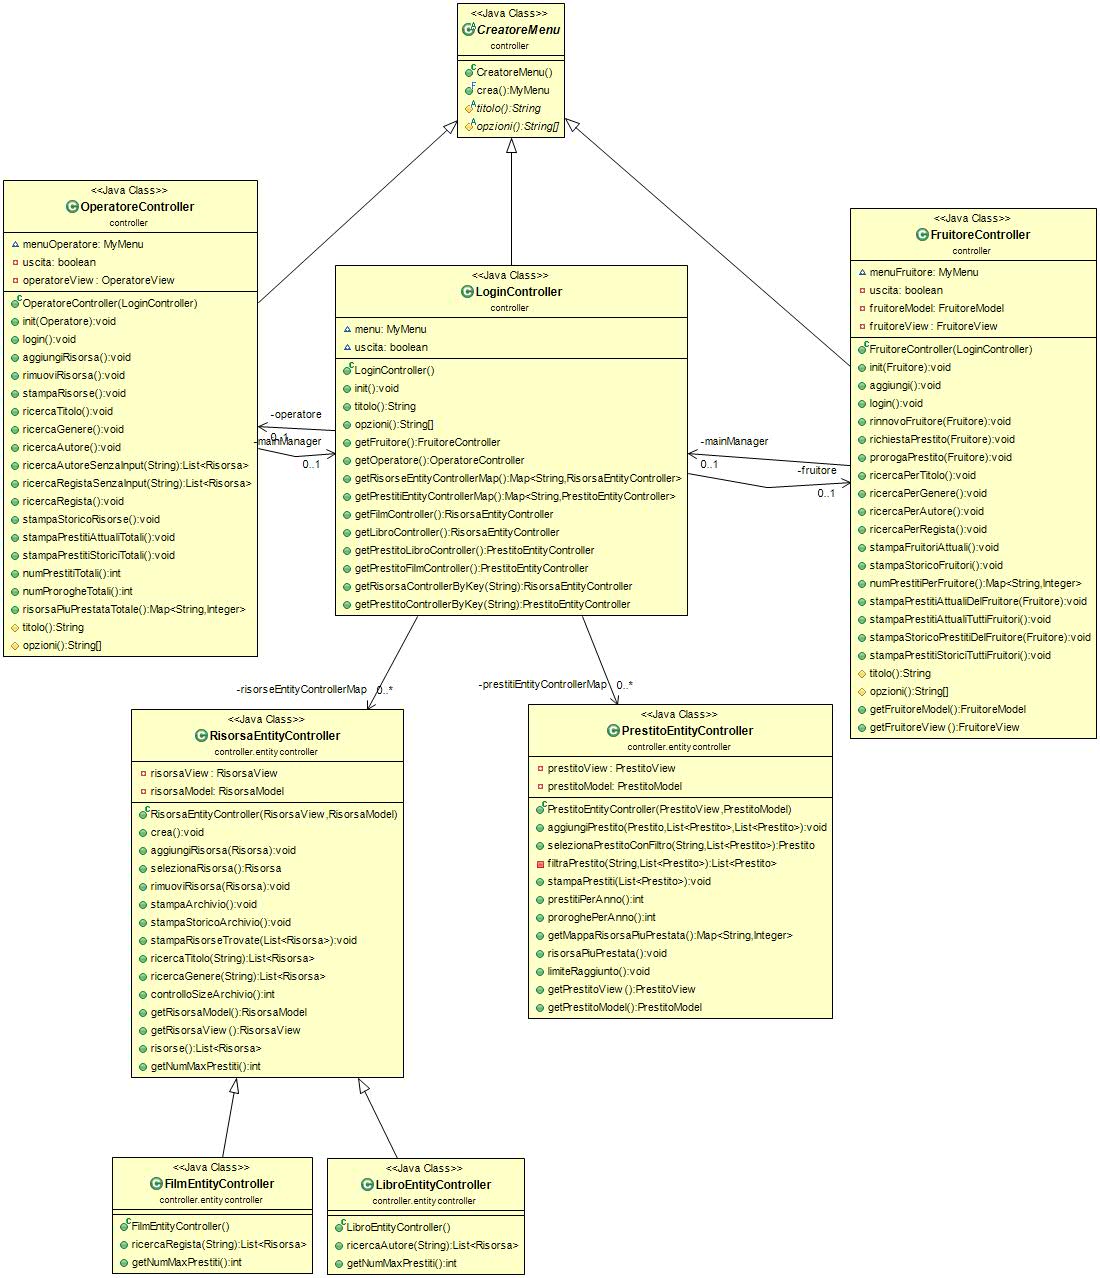 <<Java Class>>
CreatoreMenu
controller
CreatoreMenu()
crea():MyMenu
titolo():String
opzioni():String[]
<<Java Class>>
OperatoreController
controller
menuOperatore: MyMenu
uscita: boolean
operatoreView: OperatoreView
OperatoreController(LoginController)
init(Operatore):void
login():void
aggiungiRisorsa():void
rimuoviRisorsa():void
stampaRisorse():void
ricercaTitolo():void
ricercaGenere():void
ricercaAutore():void
ricercaAutoreSenzaInput(String):List<Risorsa>
ricercaRegistaSenzaInput(String):List<Risorsa>
ricercaRegista():void
stampaStoricoRisorse():void
stampaPrestitiAttualiTotali():void
stampaPrestitiStoriciTotali():void
numPrestitiTotali():int
numProrogheTotali():int
risorsaPiuPrestataTotale():Map<String,Integer>
titolo():String
opzioni():String[]
<<Java Class>>
LoginController
controller
menu: MyMenu
uscita: boolean
LoginController()
init():void
titolo():String
opzioni():String[]
getFruitore():FruitoreController
getOperatore():OperatoreController
getRisorseEntityControllerMap():Map<String,RisorsaEntityController>
getPrestitiEntityControllerMap():Map<String,PrestitoEntityController>
getFilmController():RisorsaEntityController
getLibroController():RisorsaEntityController
getPrestitoLibroController():PrestitoEntityController
getPrestitoFilmController():PrestitoEntityController
getRisorsaControllerByKey(String):RisorsaEntityController
getPrestitoControllerByKey(String):PrestitoEntityController
<<Java Class>>
FruitoreController
controller
menuFruitore: MyMenu
uscita: boolean
fruitoreModel: FruitoreModel
fruitoreView: FruitoreView
FruitoreController(LoginController)
init(Fruitore):void
aggiungi():void
login():void
rinnovoFruitore(Fruitore):void
richiestaPrestito(Fruitore):void
prorogaPrestito(Fruitore):void
ricercaPerTitolo():void
ricercaPerGenere():void
ricercaPerAutore():void
ricercaPerRegista():void
stampaFruitoriAttuali():void
stampaStoricoFruitori():void
numPrestitiPerFruitore():Map<String,Integer>
stampaPrestitiAttualiDelFruitore(Fruitore):void
stampaPrestitiAttualiTuttiFruitori():void
stampaStoricoPrestitiDelFruitore(Fruitore):void
stampaPrestitiStoriciTuttiFruitori():void
titolo():String
opzioni():String[]
getFruitoreModel():FruitoreModel
getFruitoreView():FruitoreView
-operatore
0..1
-mainManager
0..1
-mainManager
0..1
-fruitore
0..1
-risorseEntityControllerMap 0..*
-prestitiEntityControllerMap 0..*
<<Java Class>>
RisorsaEntityController
controller.entitycontroller
risorsaView: RisorsaView
risorsaModel: RisorsaModel
RisorsaEntityController(RisorsaView,RisorsaModel)
crea():void
aggiungiRisorsa(Risorsa):void
selezionaRisorsa():Risorsa
rimuoviRisorsa(Risorsa):void
stampaArchivio():void
stampaStoricoArchivio():void
stampaRisorseTrovate(List<Risorsa>):void
ricercaTitolo(String):List<Risorsa>
ricercaGenere(String):List<Risorsa>
controlloSizeArchivio():int
getRisorsaModel():RisorsaModel
getRisorsaView():RisorsaView
risorse():List<Risorsa>
getNumMaxPrestiti():int
<<Java Class>>
PrestitoEntityController
controller.entitycontroller
prestitoView: PrestitoView
prestitoModel: PrestitoModel
PrestitoEntityController(PrestitoView,PrestitoModel)
aggiungiPrestito(Prestito,List<Prestito>,List<Prestito>):void
selezionaPrestitoConFiltro(String,List<Prestito>):Prestito
filtraPrestito(String,List<Prestito>):List<Prestito>
stampaPrestiti(List<Prestito>):void
prestitiPerAnno():int
proroghePerAnno():int
getMappaRisorsaPiuPrestata():Map<String,Integer>
risorsaPiuPrestata():void
limiteRaggiunto():void
getPrestitoView():PrestitoView
getPrestitoModel():PrestitoModel
<<Java Class>>
FilmEntityController
controller.entitycontroller
FilmEntityController()
ricercaRegista(String):List<Risorsa>
getNumMaxPrestiti():int
<<Java Class>>
LibroEntityController
controller.entitycontroller
LibroEntityController()
ricercaAutore(String):List<Risorsa>
getNumMaxPrestiti():int